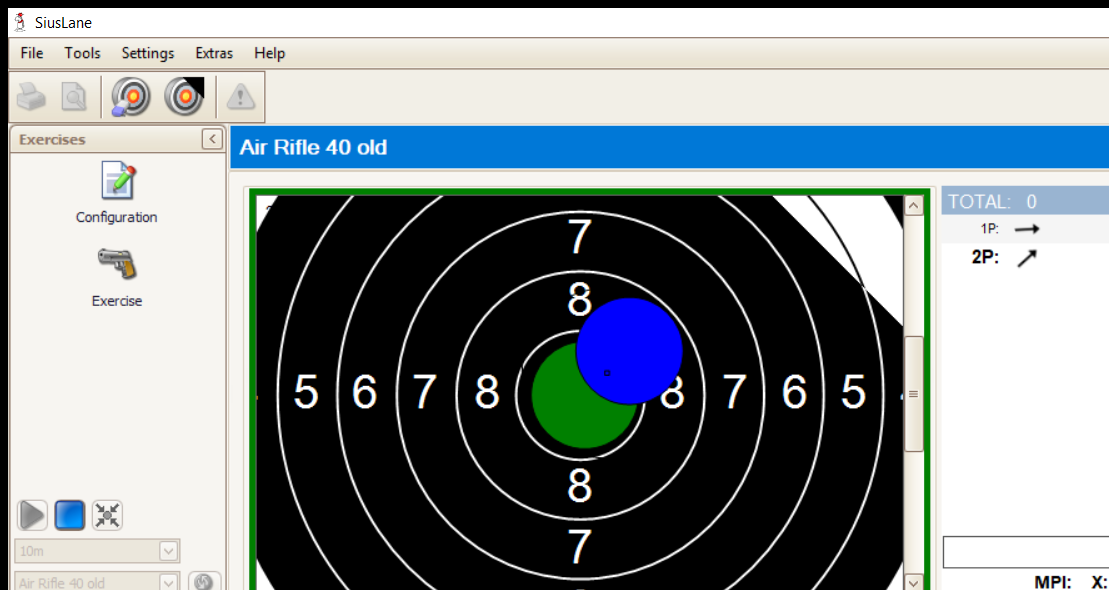 SiusLane
File Tools Settings Extras Help
Exercises
Air Rifle 40 old
Configuration
Exercise
10m
Air Rifle 40 old
7
8
5 6 7 8 8 7 6 5
8
7
TOTAL: 0
1P:
2P:
MPI: X: